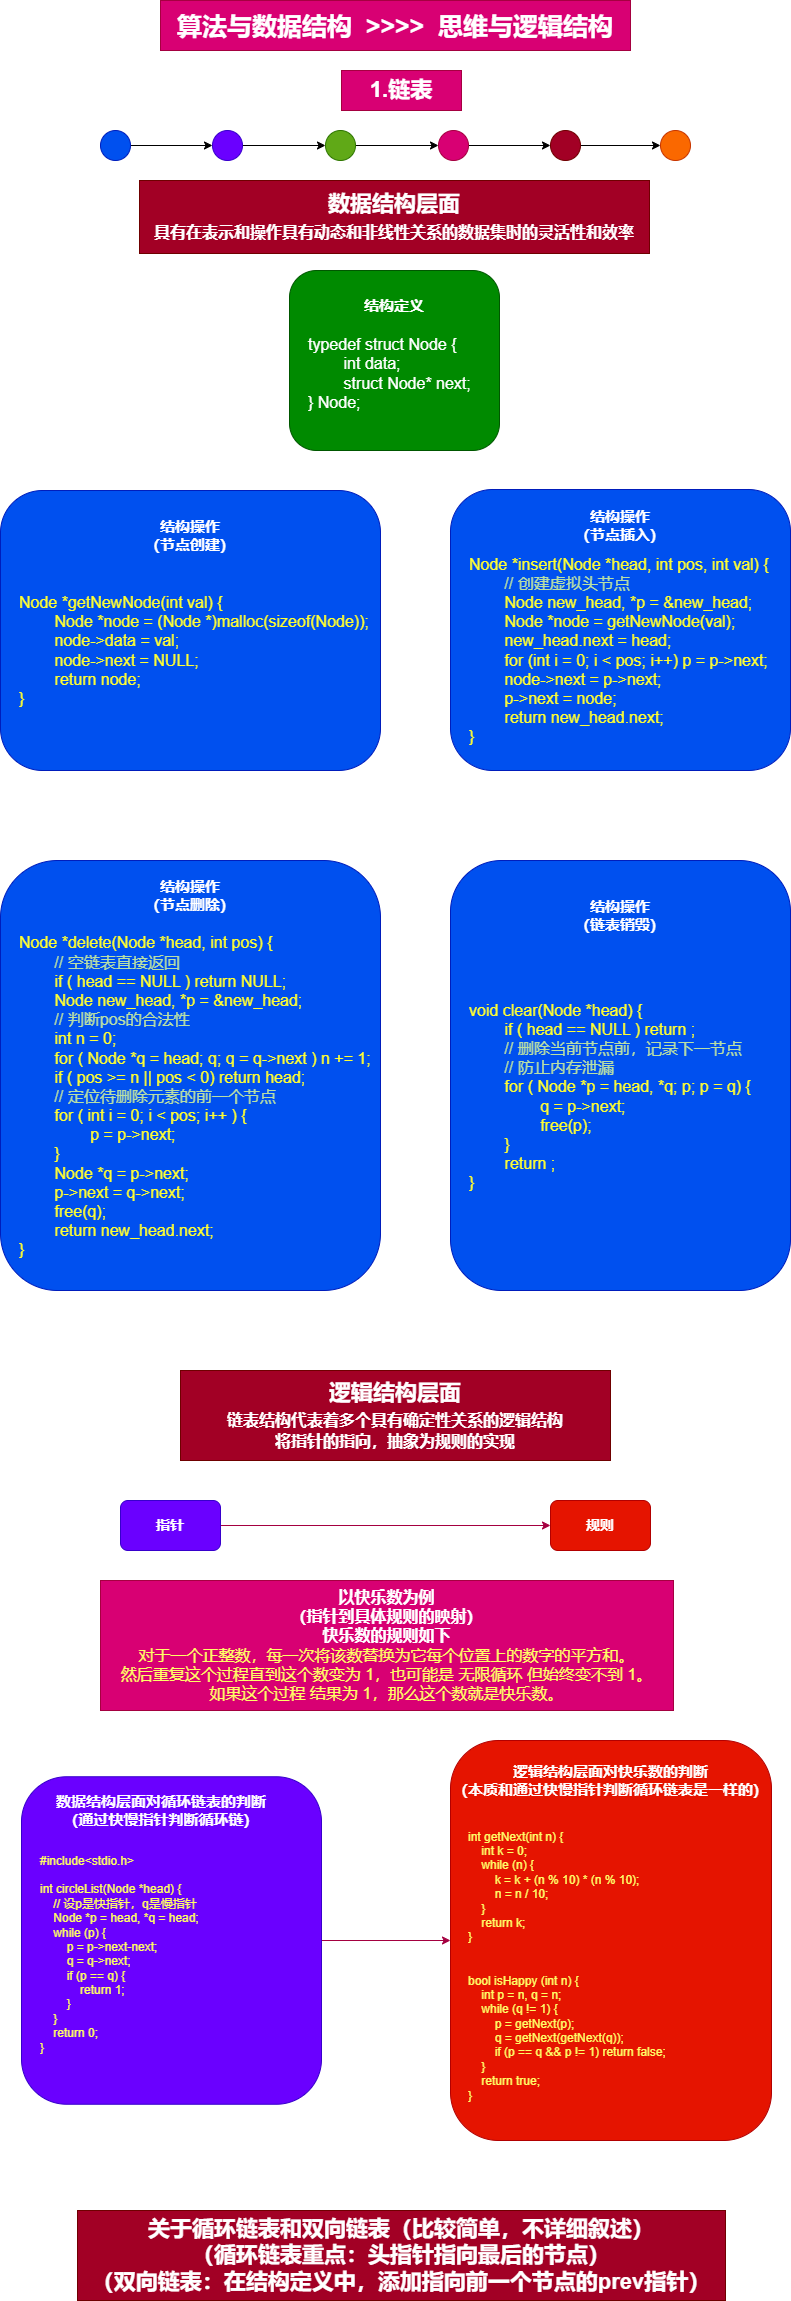 算法与数据结构 >>>> 思维与逻辑结构
1.链表
数据结构层面
具有在表示和操作具有动态和非线性关系的数据集时的灵活性和效率
结构定义
typedef struct Node {
int data;
struct Node* next;
} Node;
结构操作
(节点创建)
Node *getNewNode(int val) {
Node *node = (Node *)malloc(sizeof(Node));
node->data = val;
node->next = NULL;
return node;
}
结构操作
(节点插入)
Node *insert(Node *head, int pos, int val) {
// 创建虚拟头节点
Node new_head, *p = &new_head;
Node *node = getNewNode(val);
new_head.next = head;
for (int i = 0; i < pos; i++) p = p->next;
node->next = p->next;
p->next = node;
return new_head.next;
}
结构操作
(节点删除)
Node *delete(Node *head, int pos) {
// 空链表直接返回
if ( head == NULL ) return NULL;
Node new_head, *p = &new_head;
// 判断pos的合法性
int n = 0;
for ( Node *q = head; q; q = q->next ) n += 1;
if ( pos >= n || pos < 0) return head;
// 定位待删除元素的前一个节点
for ( int i = 0; i < pos; i++ ) {
p = p->next;
}
Node *q = p->next;
p->next = q->next;
free(q);
return new_head.next;
}
结构操作
(链表销毁)
void clear(Node *head) {
if ( head == NULL ) return ;
// 删除当前节点前，记录下一节点
// 防止内存泄漏
for ( Node *p = head, *q; p; p = q) {
q = p->next;
free(p);
}
return ;
}
逻辑结构层面
链表结构代表着多个具有确定性关系的逻辑结构
将指针的指向，抽象为规则的实现
指针
规则
以快乐数为例
（指针到具体规则的映射）
快乐数的规则如下
对于一个正整数，每一次将该数替换为它每个位置上的数字的平方和。
然后重复这个过程直到这个数变为 1，也可能是 无限循环 但始终变不到 1。
如果这个过程 结果为 1，那么这个数就是快乐数。
数据结构层面对循环链表的判断
（通过快慢指针判断循环链）
#include<stdio.h>
int circleList(Node *head) {
// 设p是快指针，q是慢指针
Node *p = head, *q = head;
while (p) {
p = p->next-next;
q = q->next;
if (p == q) {
return 1;
}
}
return 0;
}
逻辑结构层面对快乐数的判断
(本质和通过快慢指针判断循环链表是一样的)
int getNext(int n) {
int k = 0;
while (n) {
k = k + (n % 10) * (n % 10);
n = n / 10;
}
return k;
}
bool isHappy (int n) {
int p = n, q = n;
while (q != 1) {
p = getNext(p);
q = getNext(getNext(q));
if (p == q && p != 1) return false;
}
return true;
}
关于循环链表和双向链表（比较简单，不详细叙述）
（循环链表重点：头指针指向最后的节点）
（双向链表：在结构定义中，添加指向前一个节点的prev指针）